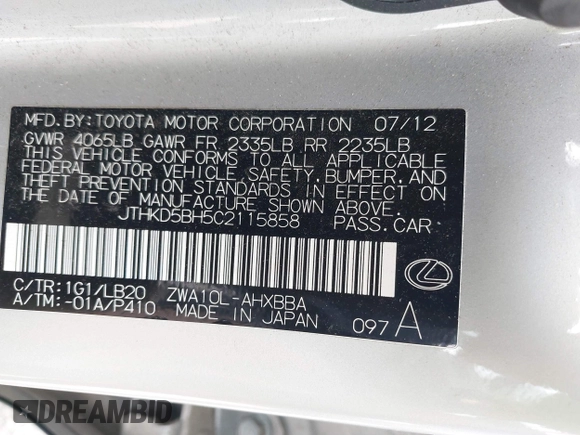 MFD. BY: TOYOTA MOTOR CORPORATION 07/12
GVWR 4065LB GAWR FR 2335LB RR 2235LB
THIS VEHICLE CONFORMS TO ALL APPLICABLE
FEDERAL MOTOR VEHICLE SAFETY, BUMPER, AND
THEFT PREVENTION STANDARDS IN EFFECT ON
THE DATE OF MANUFACTURE SHOWN ABOVE.
JTHKD5BH5C2115858 PASS. CAR
C/TR: 1G1/LB20 ZWA10L-AHXBBA
A/TM: -01A/P410 MADE IN JAPAN 097 A
DREAMBID